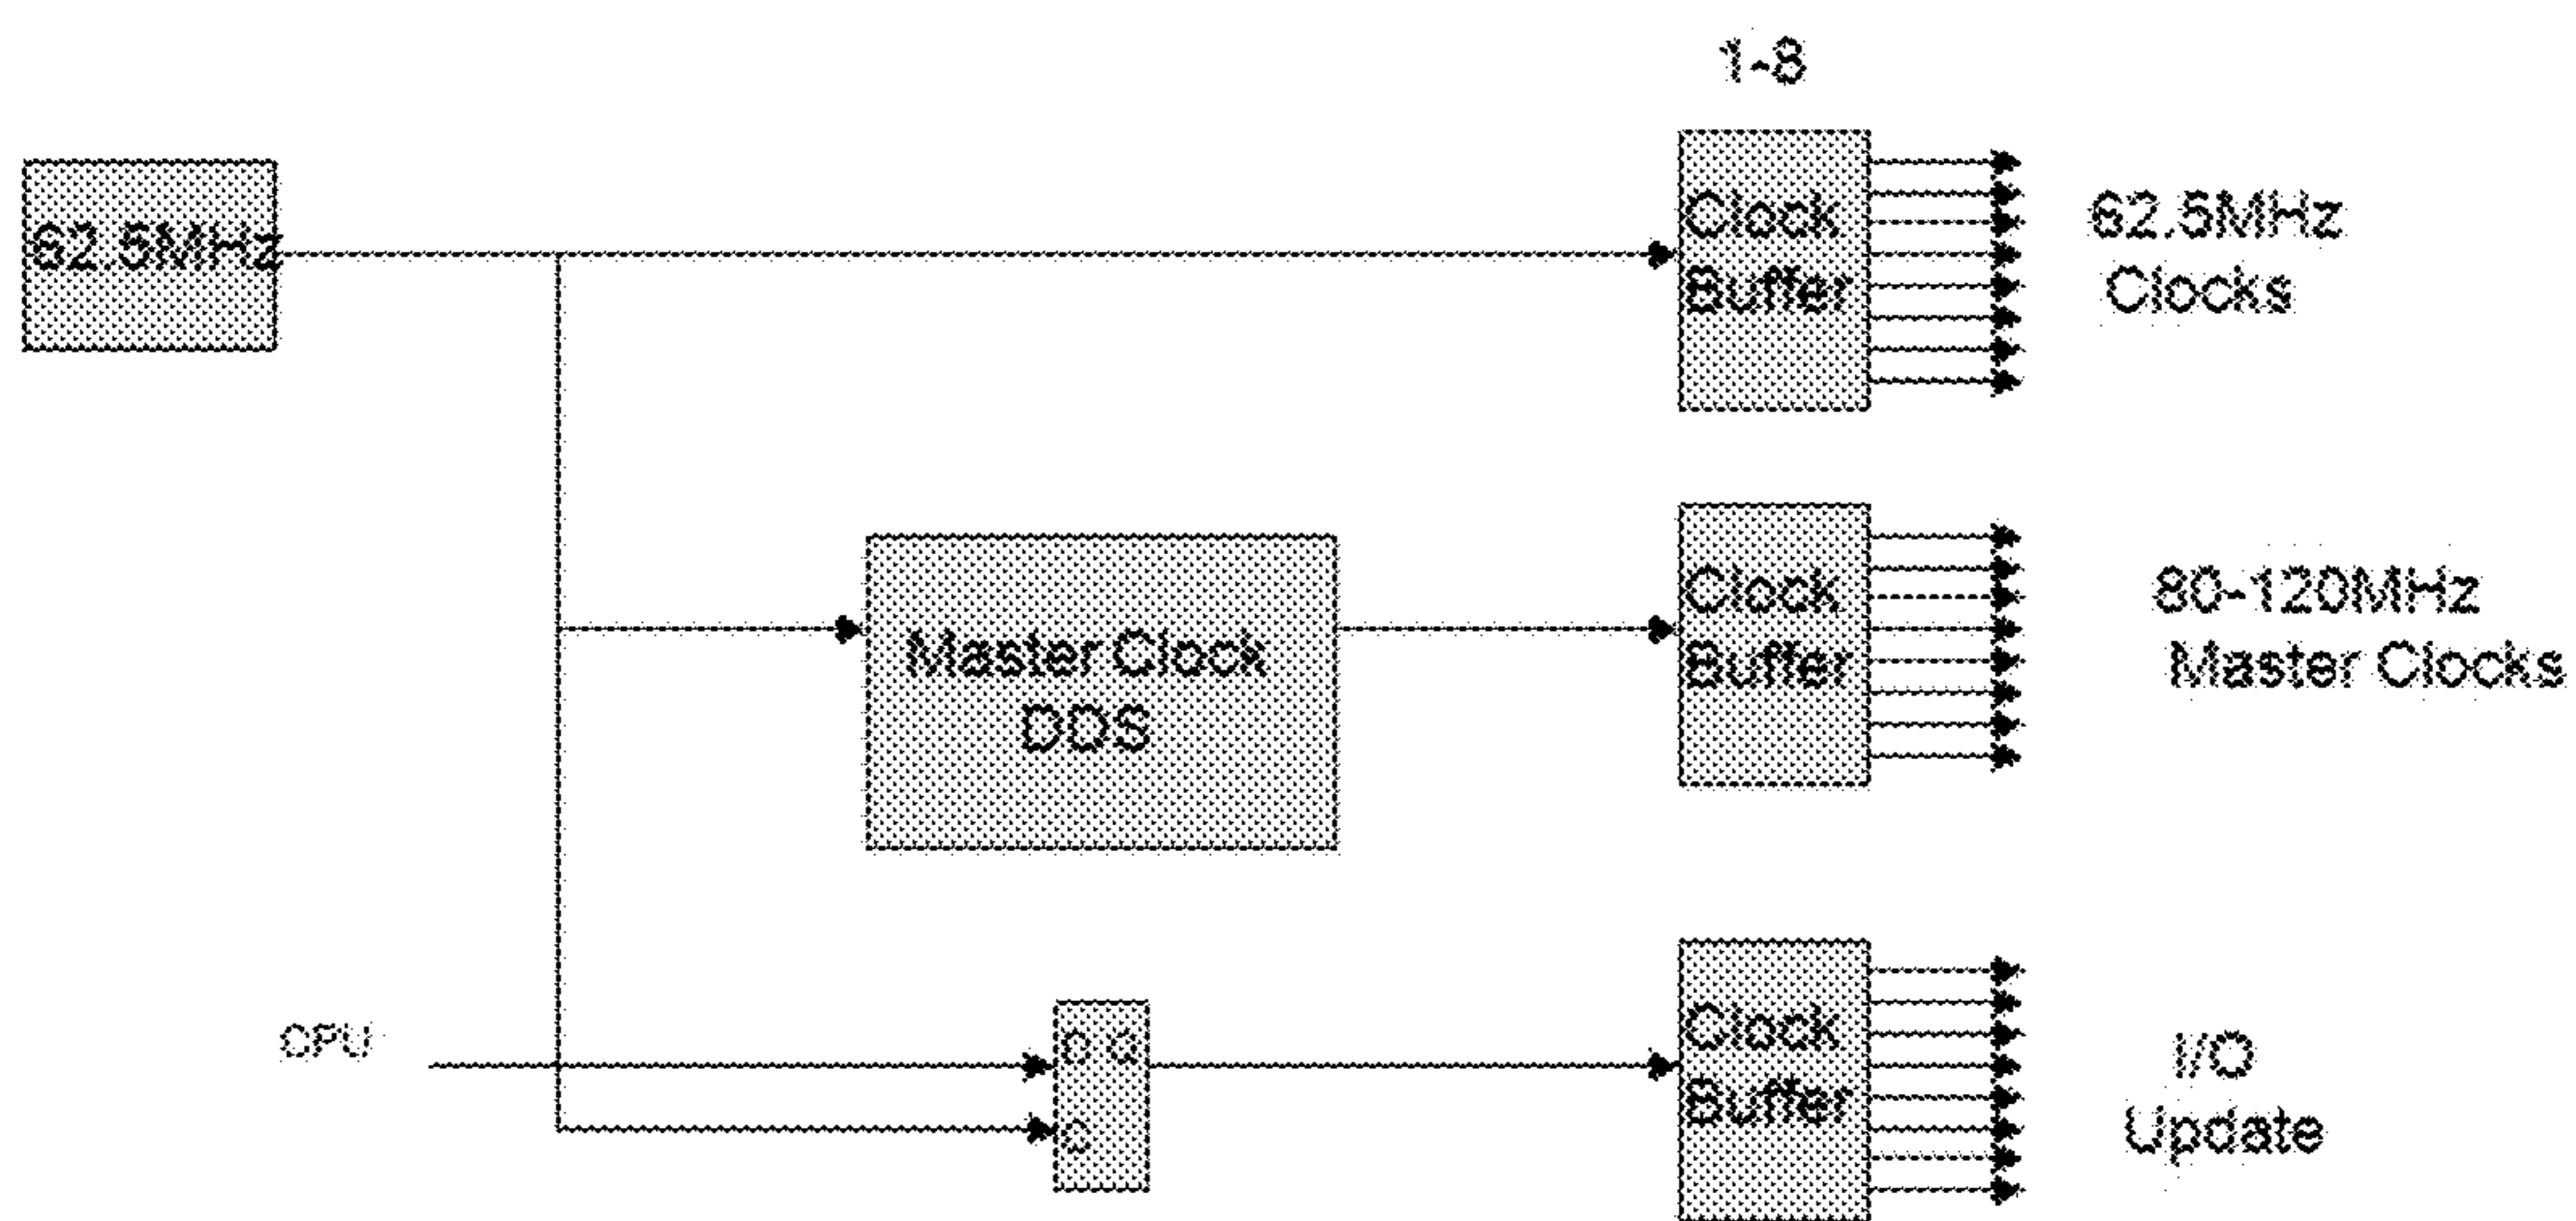 1-8
62.5MHz
Clock
Buffer
62.5MHz
Clocks
Master Clock
DDS
Clock
Buffer
80-120MHz
Master Clocks
CPU
D Q
C
Clock
Buffer
I/O
Update